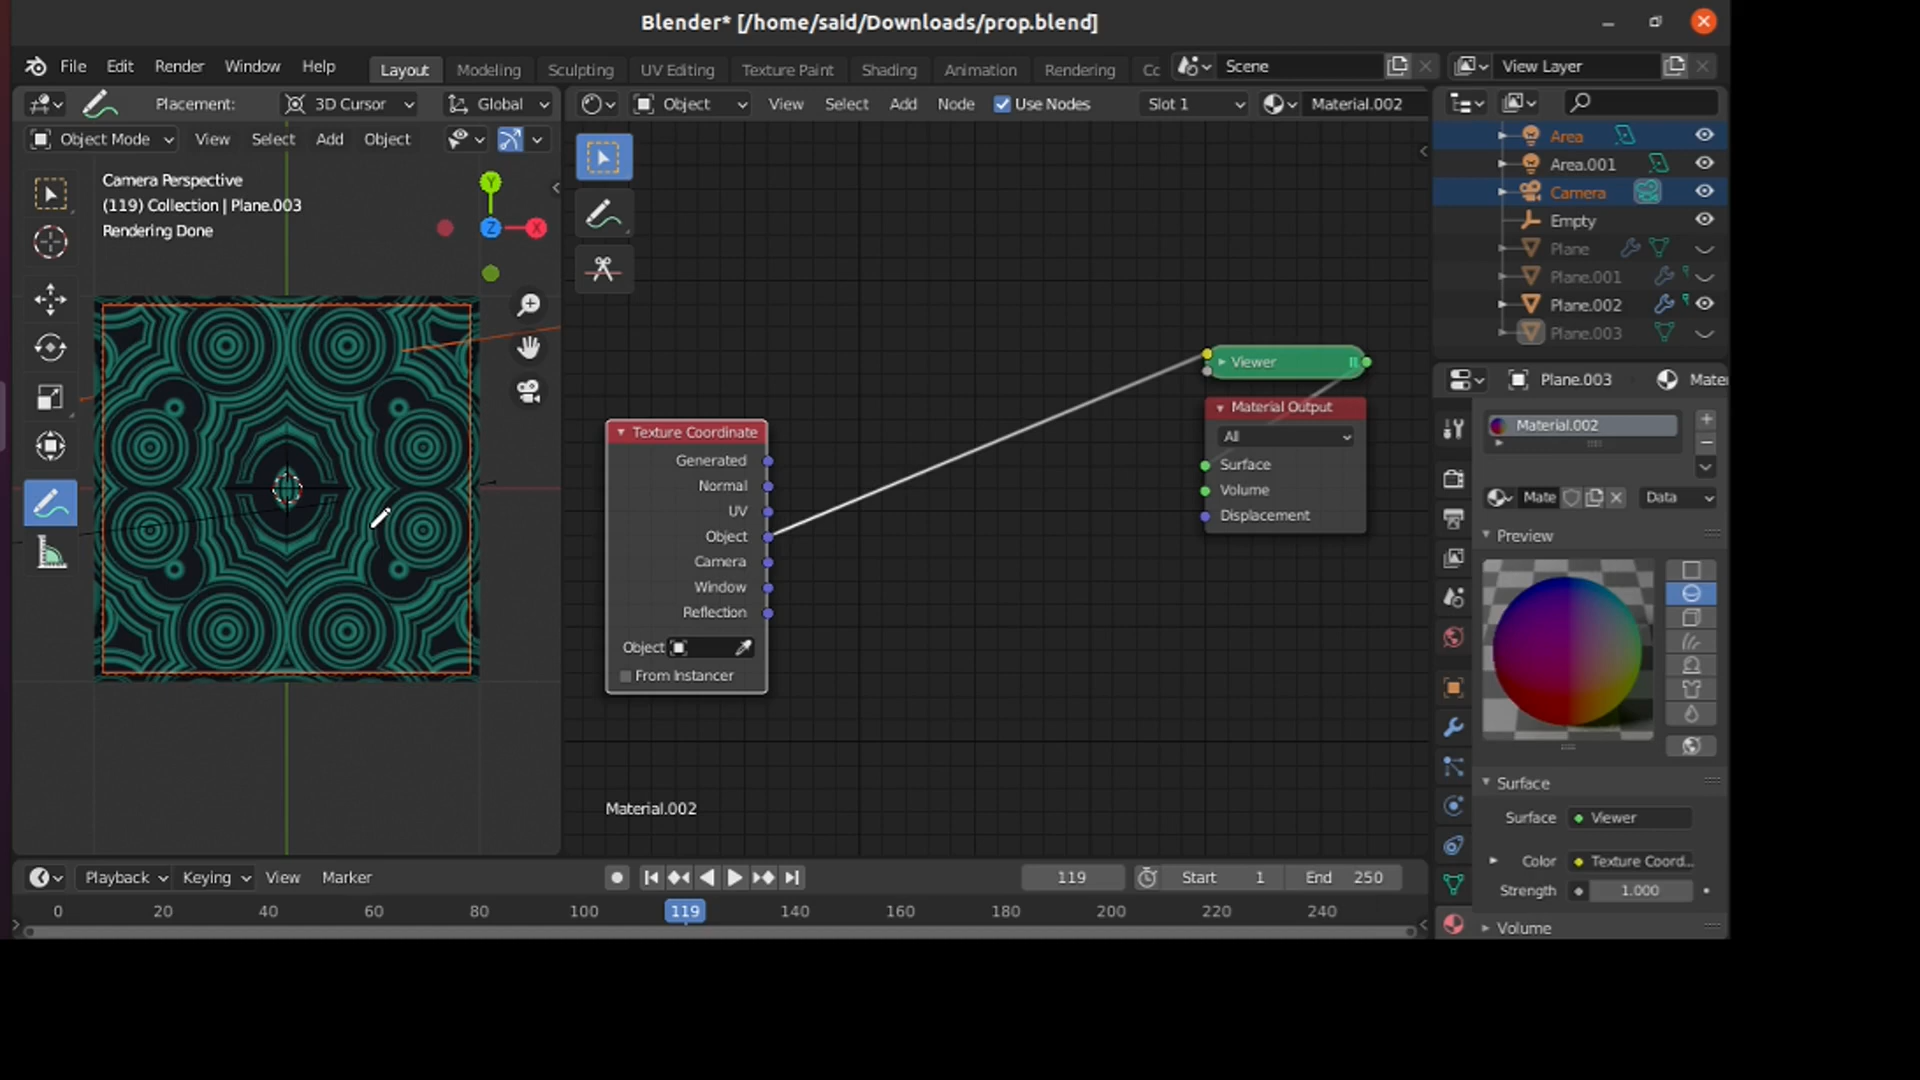 Blender* [/home/said/Downloads/prop.blend]
File Edit Render Window Help Layout Modeling Sculpting UV Editing Texture Paint Shading Animation Rendering Cc Scene View Layer
Placement: 3D Cursor Global
Object View Select Add Node Use Nodes Slot 1 Material.002
Object Mode View Select Add Object
Camera Perspective
(119) Collection | Plane.003
Rendering Done
Y
Z X
Area
Area.001
Camera
Empty
Plane
Plane.001
Plane.002
Plane.003
Viewer
Material Output
All
Surface
Volume
Displacement
Texture Coordinate
Generated
Normal
UV
Object
Camera
Window
Reflection
Object
From Instancer
Material.002
Plane.003 Mate
Material.002
Mate Data
Preview
Surface
Surface Viewer
Color Texture Coord...
Strength 1.000
Volume
Playback Keying View Marker 119 Start 1 End 250
0 20 40 60 80 100 119 140 160 180 200 220 240